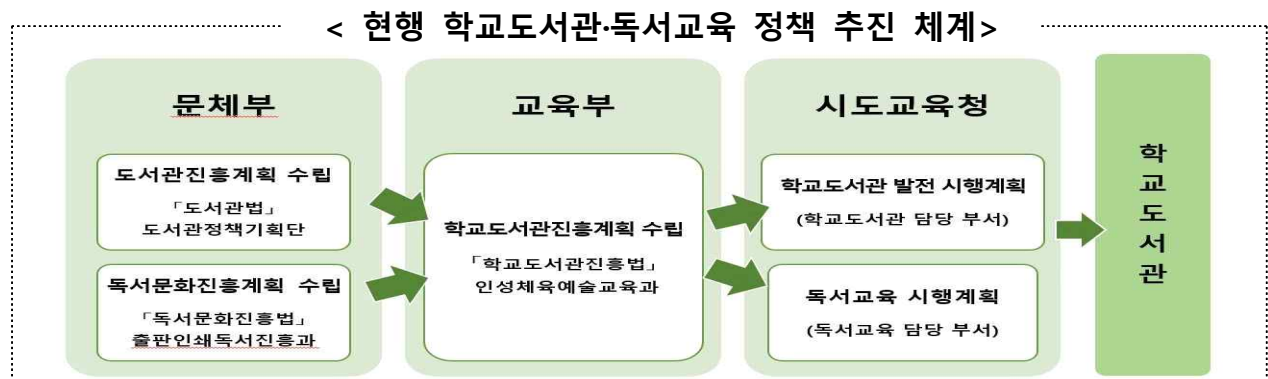 < 현행 학교도서관·독서교육 정책 추진 체계>
문체부
도서관진흥계획 수립
「도서관법」
도서관정책기획단
독서문화진흥계획 수립
「독서문화진흥법」
출판인쇄독서진흥과
교육부
학교도서관진흥계획 수립
「학교도서관진흥법」
인성체육예술교육과
시도교육청
학교도서관 발전 시행계획
(학교도서관 담당 부서)
독서교육 시행계획
(독서교육 담당 부서)
학
교
도
서
관